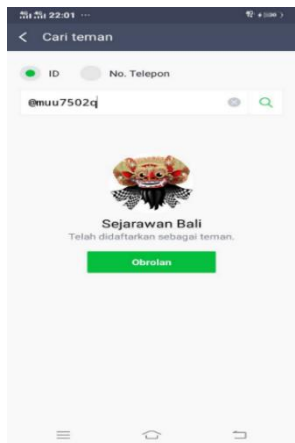 22:01 ...
Cari teman
ID No. Telepon
@muu7502q
Sejarawan Bali
Telah didaftarkan sebagai teman.
Obrolan